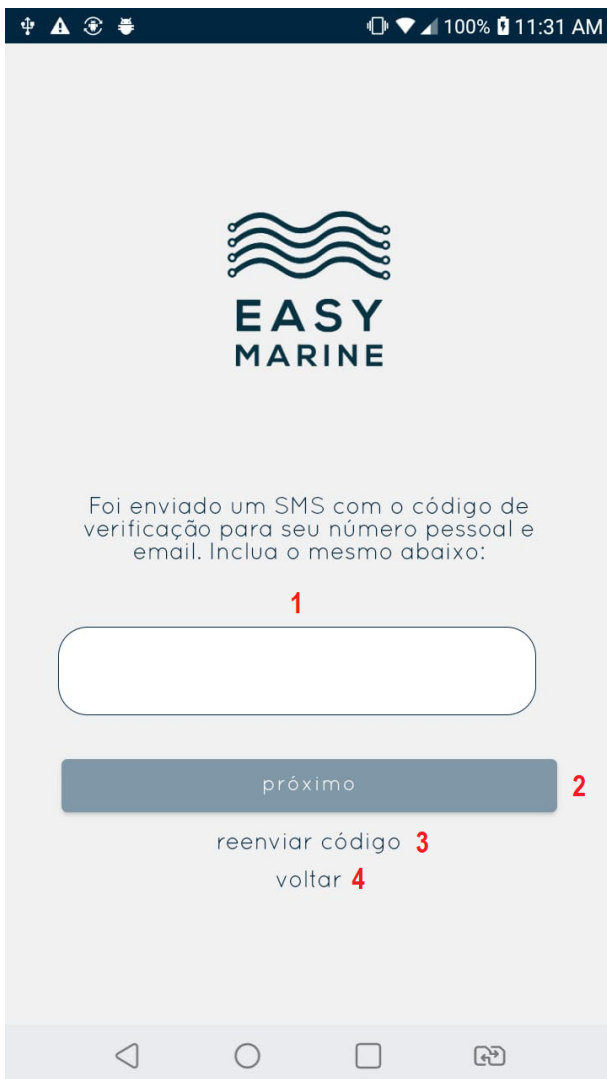 100% 11:31 AM
EASY
MARINE
Foi enviado um SMS com o código de
verificação para seu número pessoal e
email. Inclua o mesmo abaixo:
1
próximo 2
reenviar código 3
voltar 4